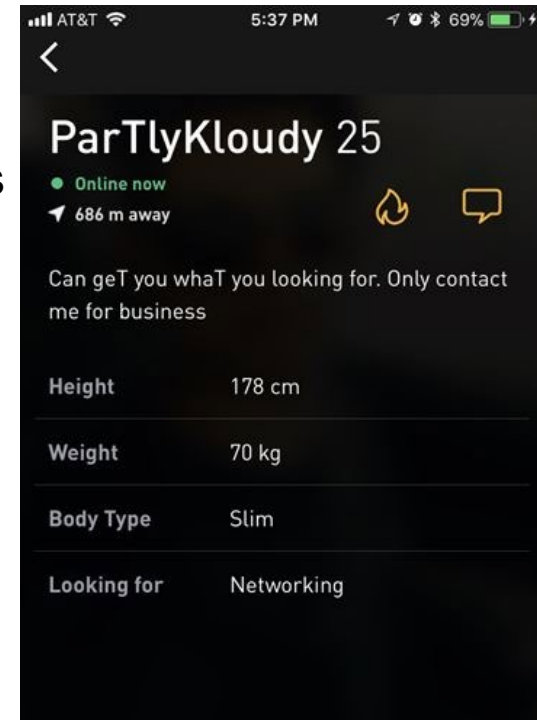 AT&T 5:37 PM 69%
ParTlyKloudy 25
Online now
686 m away
Can geT you whaT you looking for. Only contact
me for business
Height 178 cm
Weight 70 kg
Body Type Slim
Looking for Networking